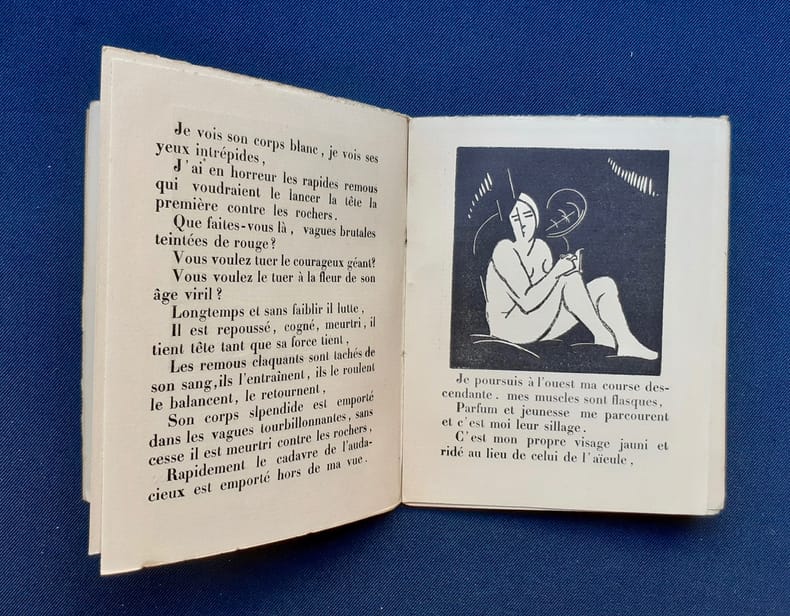 Je vois son corps blanc, je vois ses
yeux intrépides,
J'ai en horreur les rapides remous
qui voudraient le lancer la tête la
première contre les rochers.
Que faites-vous là, vagues brutales
teintées de rouge?
Vous voulez tuer le courageux géant?
Vous voulez le tuer à la fleur de son
âge viril?
Longtemps et sans faiblir il lutte,
Il est repoussé, cogné, meurtri, il
tient tête tant que sa force tient,
Les remous claquants sont tachés de
son sang, ils l'entraînent, ils le roulent
le balancent, le retournent,
Son corps slpendide est emporté
dans les vagues tourbillonnantes, sans
cesse il est meurtri contre les rochers,
Rapidement le cadavre de l'auda-
cieux est emporté hors de ma vue.
Je poursuis à l'ouest ma course des-
cendante. mes muscles sont flasques,
Parfum et jeunesse me parcourent
et c'est moi leur sillage.
C'est mon propre visage jauni et
ridé au lieu de celui de l'aïeule,